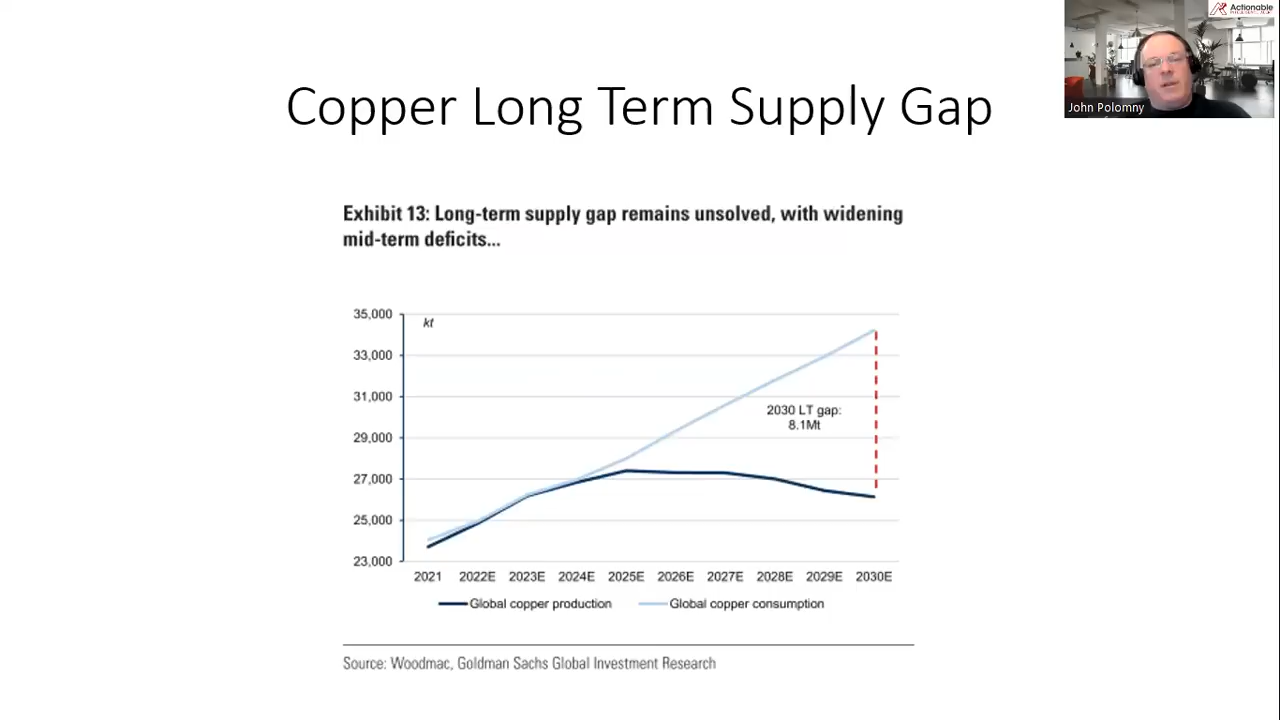 Actionable
John Polomny
Copper Long Term Supply Gap
Exhibit 13: Long-term supply gap remains unsolved, with widening
mid-term deficits...
35,000
kt
33,000
31,000
2030 LT gap:
8.1Mt
29,000
27,000
25,000
23,000
2021 2022E 2023E 2024E 2025E 2026E 2027E 2028E 2029E 2030E
Global copper production Global copper consumption
Source: Woodmac, Goldman Sachs Global Investment Research